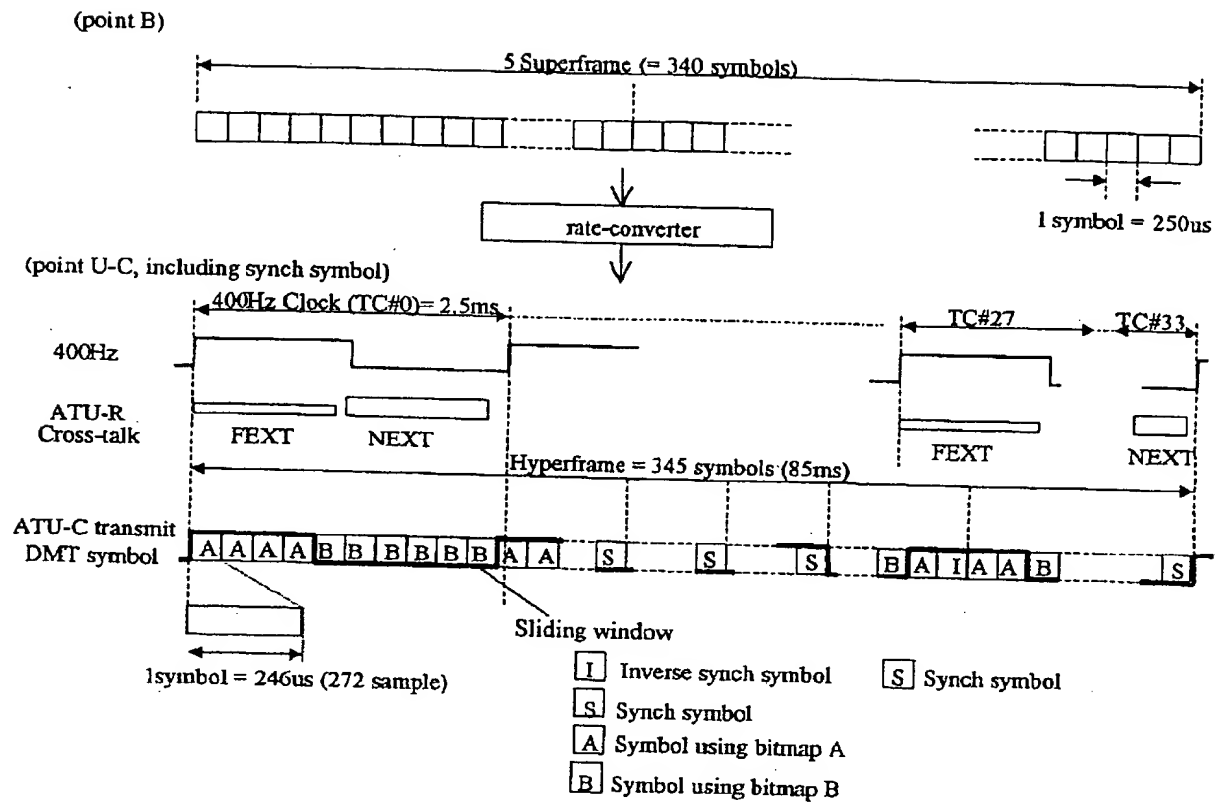 (point B)
5 Superframe (= 340 symbols)
1 symbol = 250us
rate-converter
(point U-C, including synch symbol)
400Hz Clock (TC#0)= 2.5ms
TC#27
TC#33
400Hz
ATU-R
Cross-talk
FEXT
NEXT
FEXT
NEXT
Hyperframe = 345 symbols (85ms)
ATU-C transmit
DMT symbol
A A A A B B B B B B A A S S S B A I A A B S
Sliding window
1symbol = 246us (272 sample)
I Inverse synch symbol
S Synch symbol
S Synch symbol
A Symbol using bitmap A
B Symbol using bitmap B